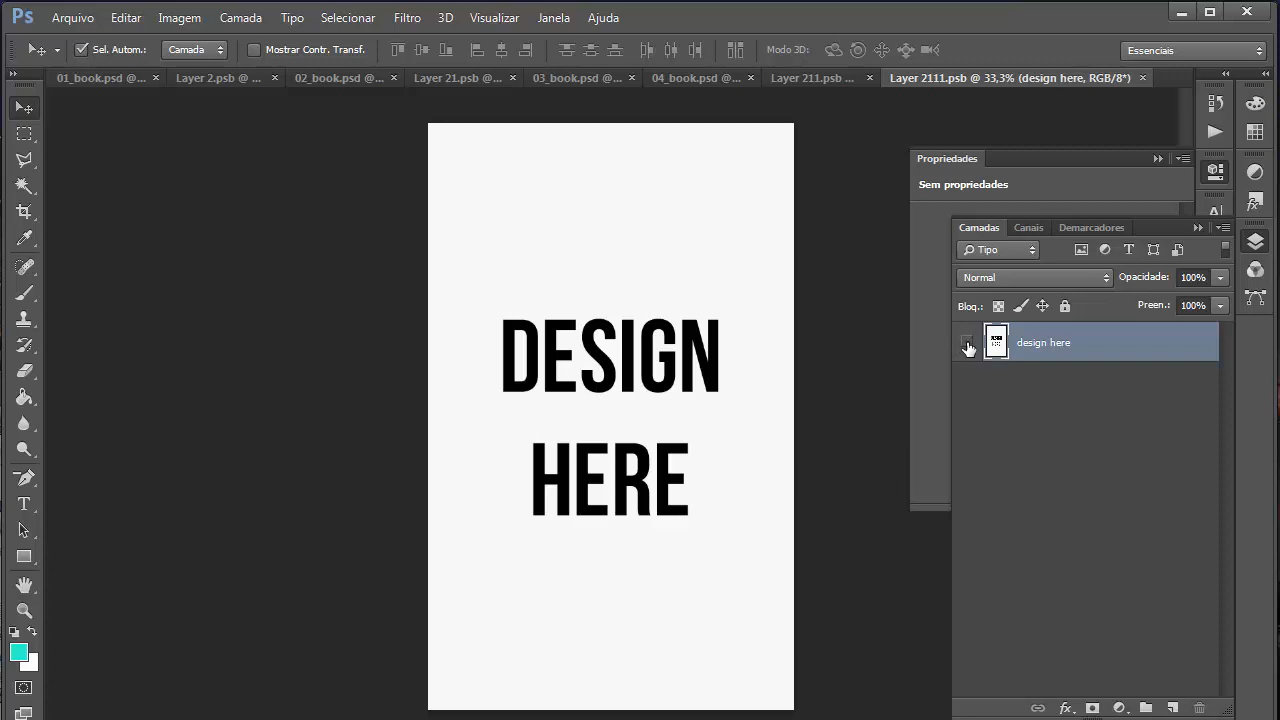 Ps Arquivo Editar Imagem Camada Tipo Selecionar Filtro 3D Visualizar Janela Ajuda
Sel. Autom.: Camada Mostrar Contr. Transf. Modo 3D: Essenciais
01_book.psd @... × Layer 2.psb @ ... × 02_book.psd @... × Layer 21.psb @... × 03_book.psd @... × 04_book.psd @... × Layer 211.psb ... × Layer 2111.psb @ 33,3% (design here, RGB/8*) ×
Propriedades
Sem propriedades
Camadas Canais Demarcadores
Tipo
Normal Opacidade: 100%
Bloq.: Preen.: 100%
design here
DESIGN
HERE